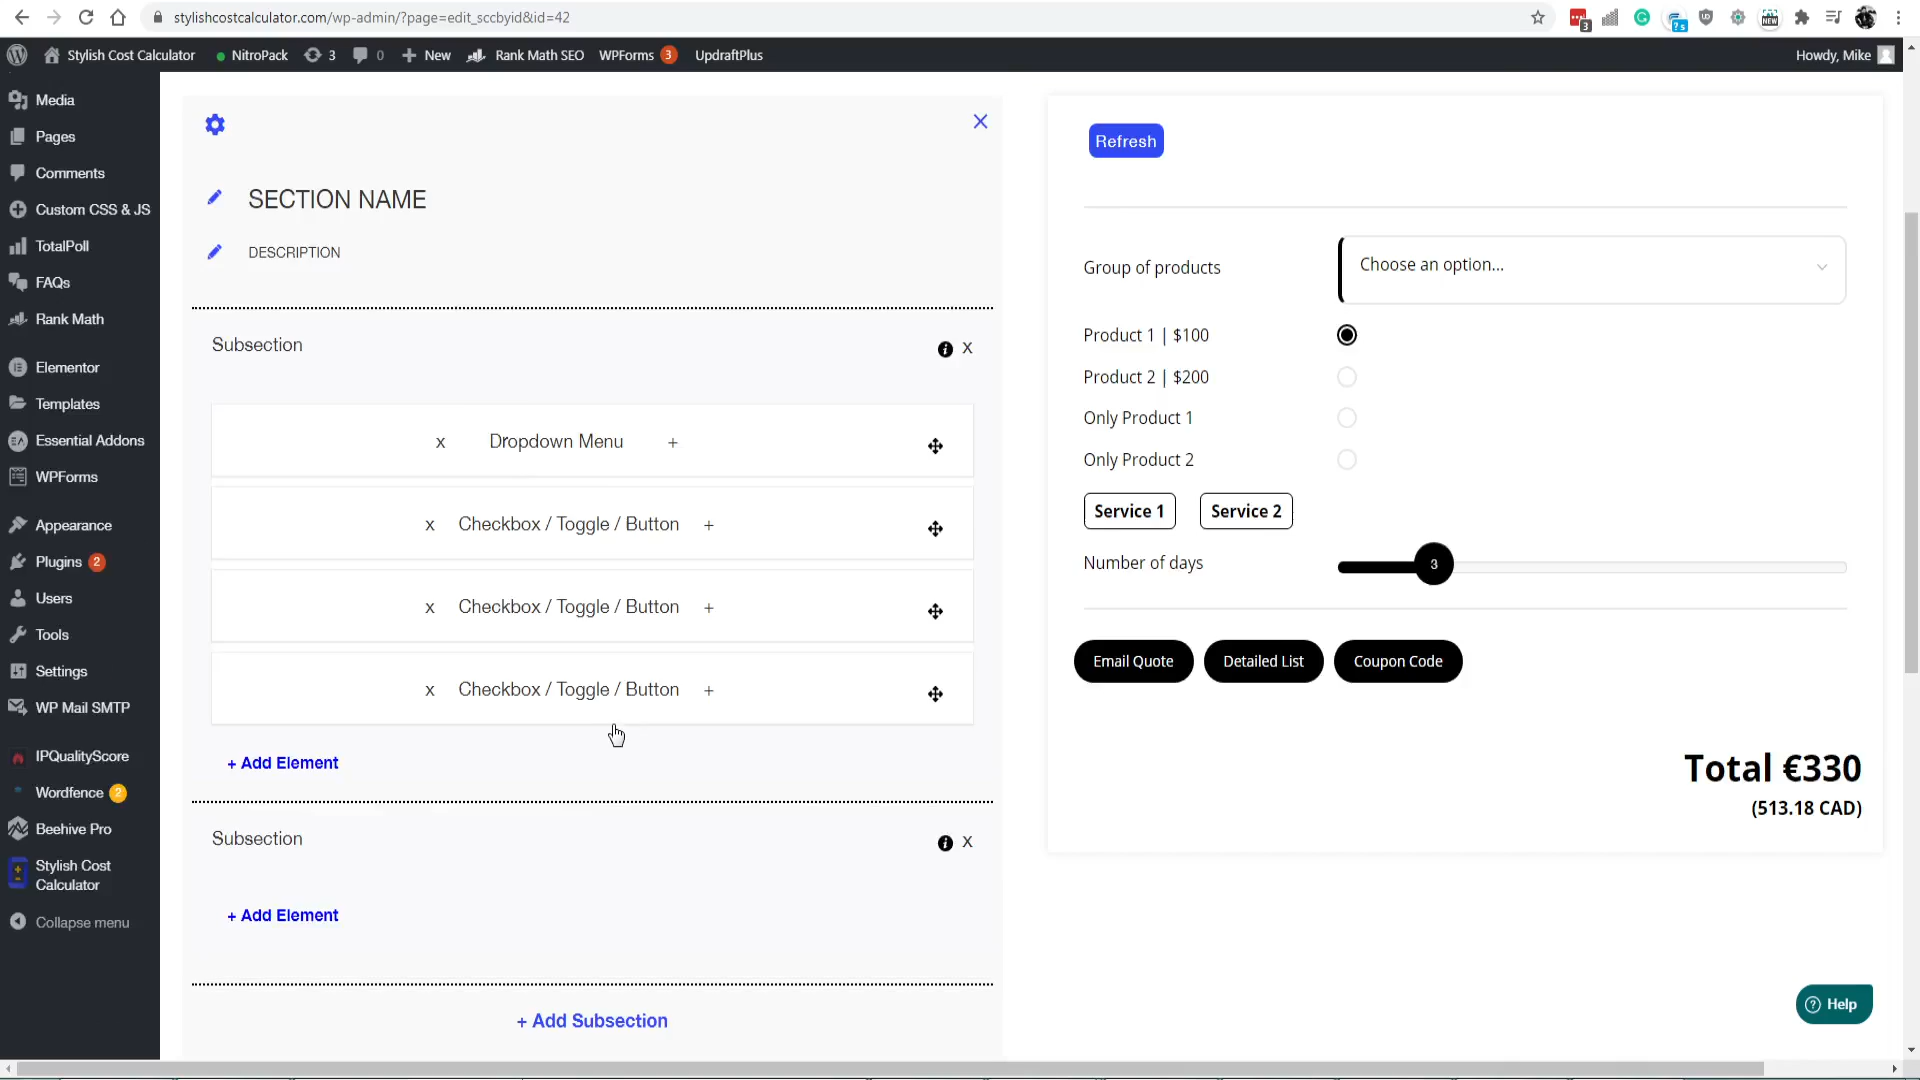 stylishcostcalculator.com/wp-admin/?page=edit_sccbyid&id=42
3
NEW
Stylish Cost Calculator
NitroPack
3
0
New
Rank Math SEO
WPForms 3
UpdraftPlus
Howdy, Mike
Media
Pages
Comments
Custom CSS & JS
TotalPoll
FAQs
Rank Math
Elementor
Templates
Essential Addons
WPForms
Appearance
Plugins 2
Users
Tools
Settings
WP Mail SMTP
IPQualityScore
Wordfence 2
Beehive Pro
Stylish Cost
Calculator
Collapse menu
SECTION NAME
DESCRIPTION
Subsection
X
x Dropdown Menu +
x Checkbox / Toggle / Button +
x Checkbox / Toggle / Button +
x Checkbox / Toggle / Button +
+ Add Element
Subsection
X
+ Add Element
+ Add Subsection
Refresh
Group of products
Choose an option...
Product 1 | $100
Product 2 | $200
Only Product 1
Only Product 2
Service 1
Service 2
Number of days
3
Email Quote
Detailed List
Coupon Code
Total €330
(513.18 CAD)
Help